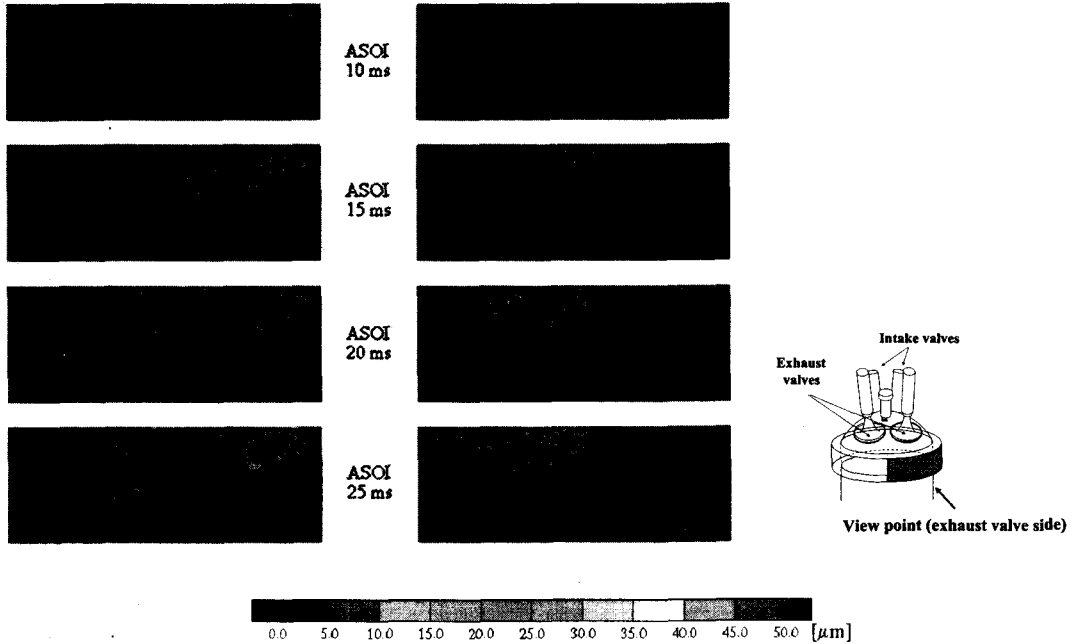 ASOI
10 ms
ASOI
15 ms
ASOI
20 ms
ASOI
25 ms
Intake valves
Exhaust
valves
View point (exhaust valve side)
0.0 5.0 10.0 15.0 20.0 25.0 30.0 35.0 40.0 45.0 50.0 [μm]